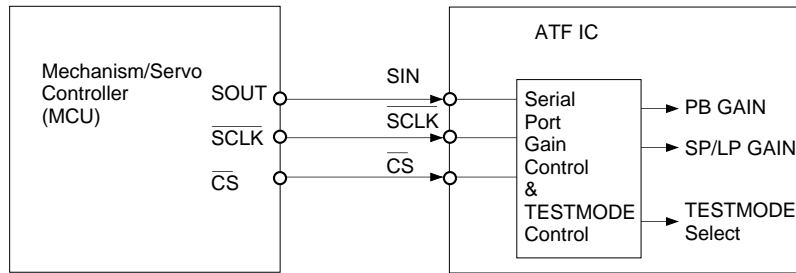 ATF IC
Mechanism/Servo
Controller
(MCU)
SOUT
SCLK
CS
SIN
SCLK
CS
Serial
Port
Gain
Control
&
TESTMODE
Control
PB GAIN
SP/LP GAIN
TESTMODE
Select